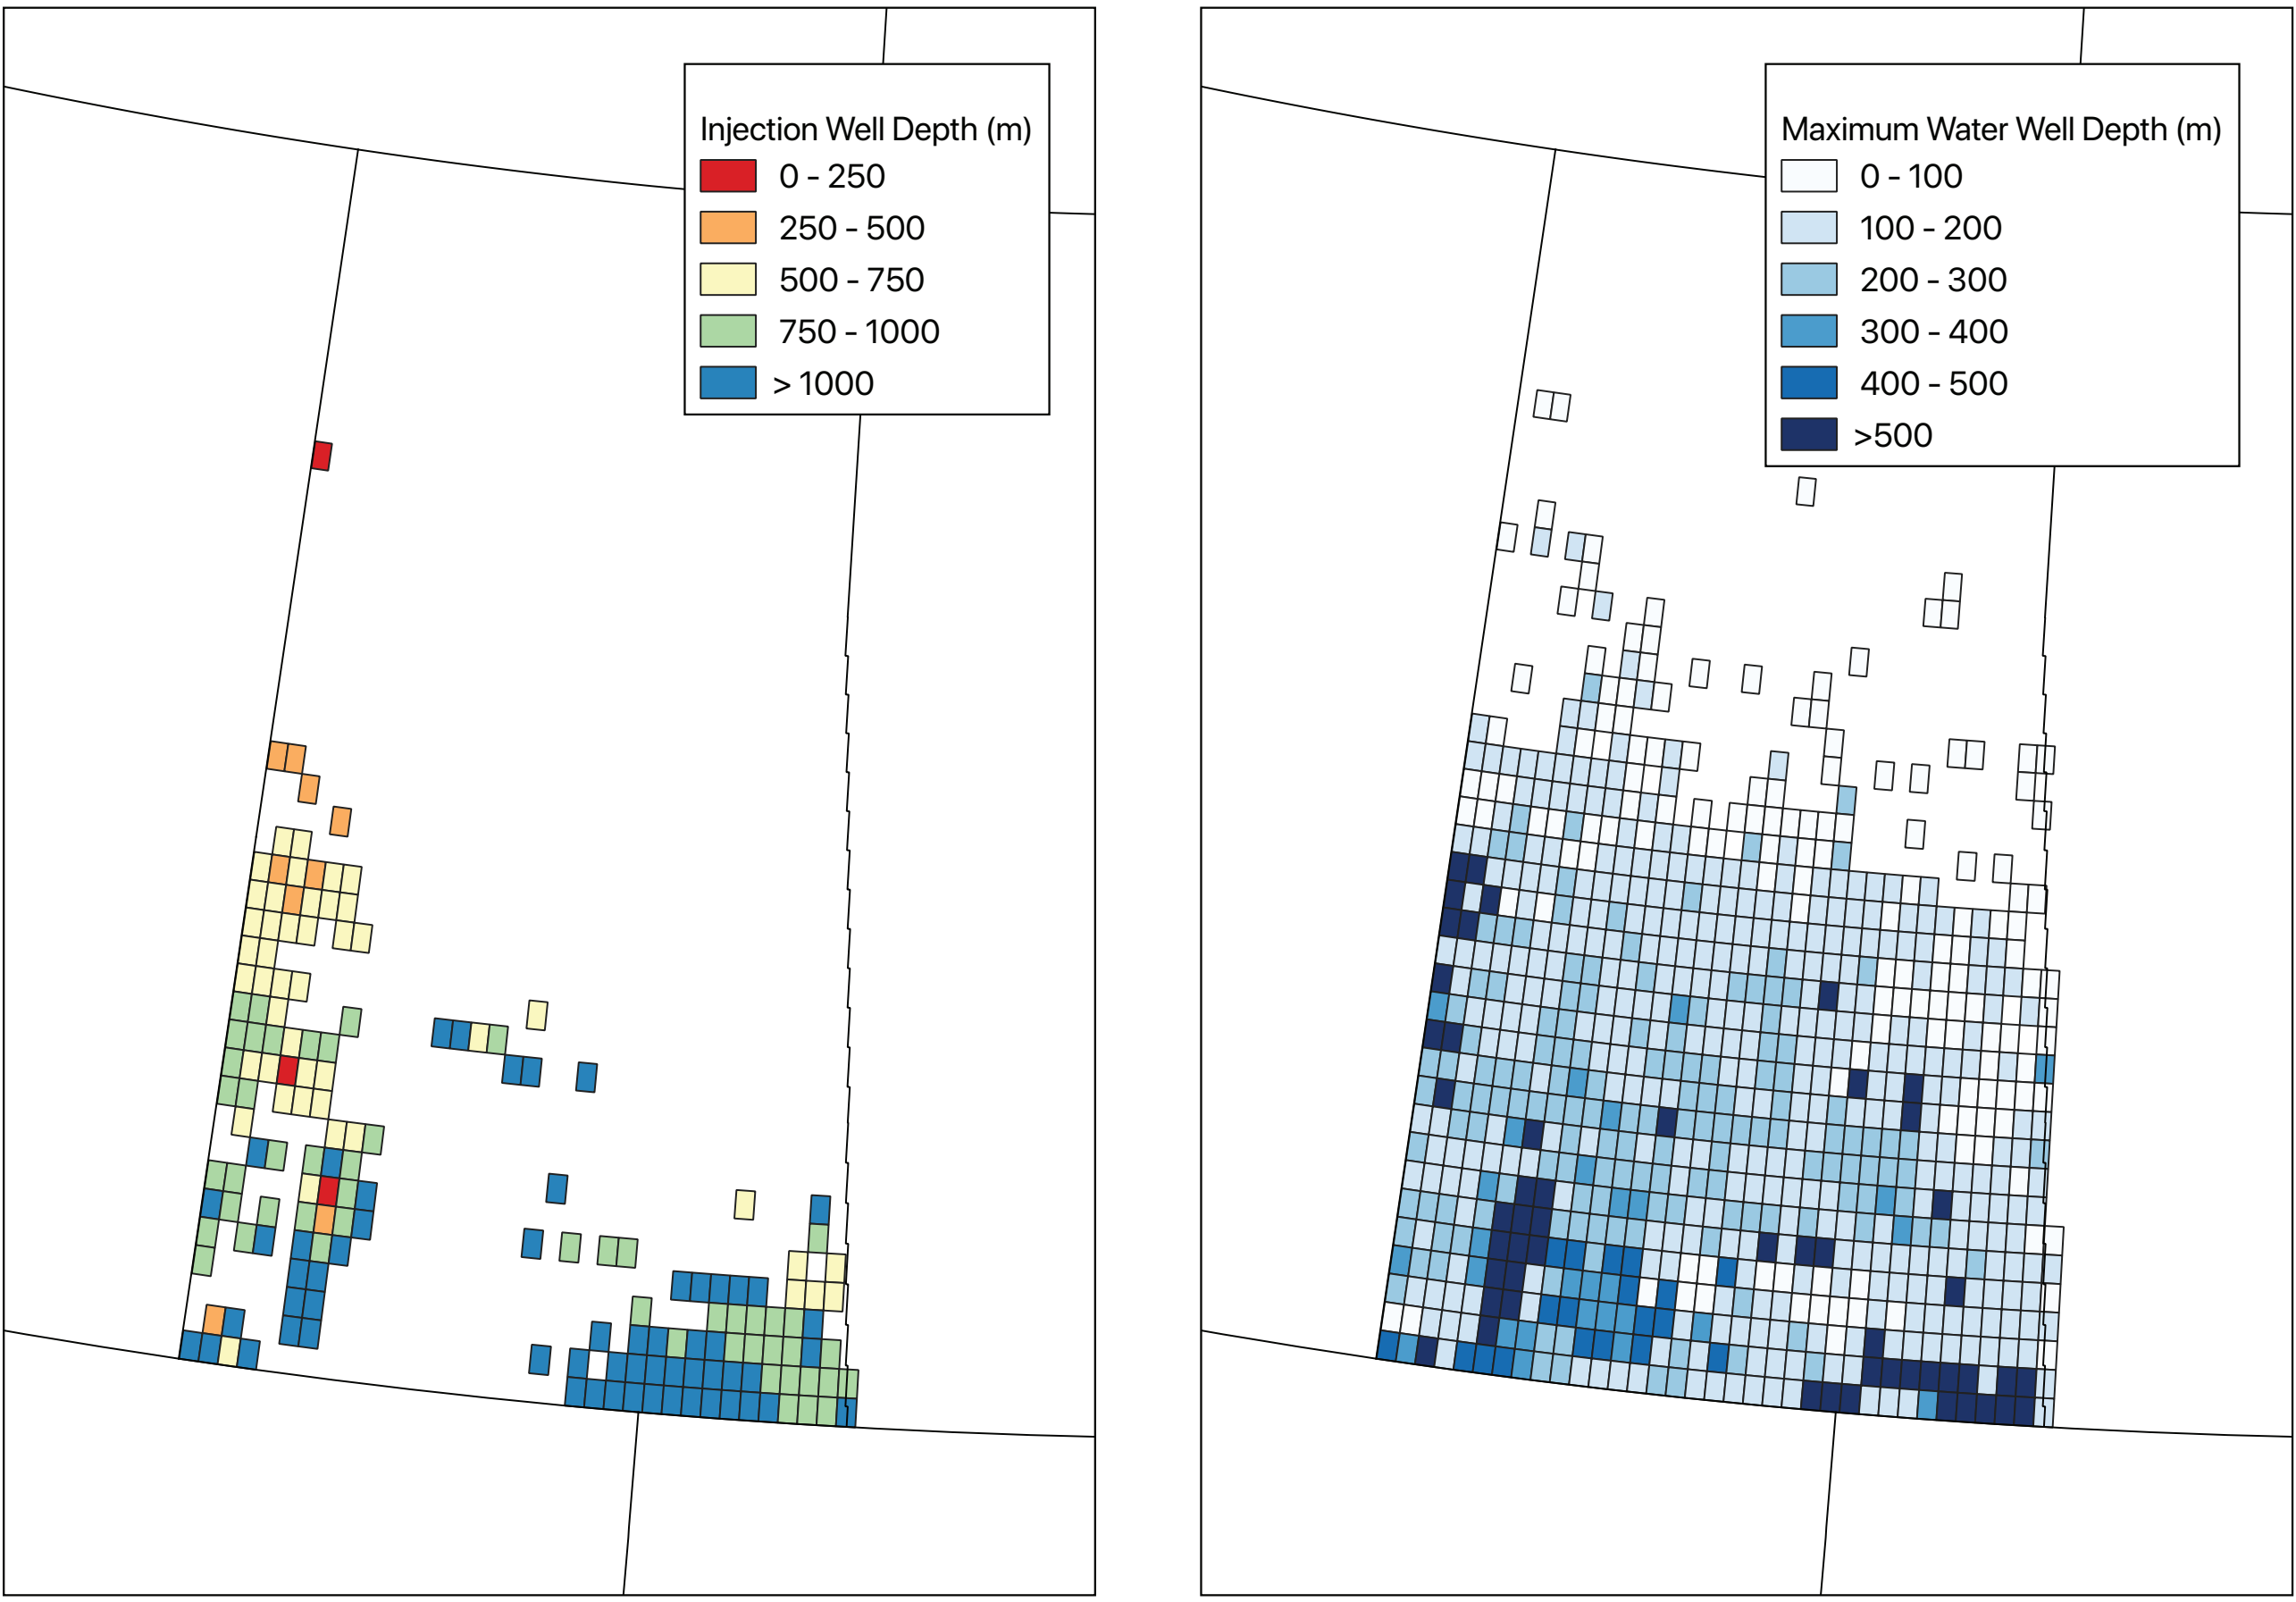 Injection Well Depth (m)
0 - 250
250 - 500
500 - 750
750 - 1000
> 1000
Maximum Water Well Depth (m)
0 - 100
100 - 200
200 - 300
300 - 400
400 - 500
>500